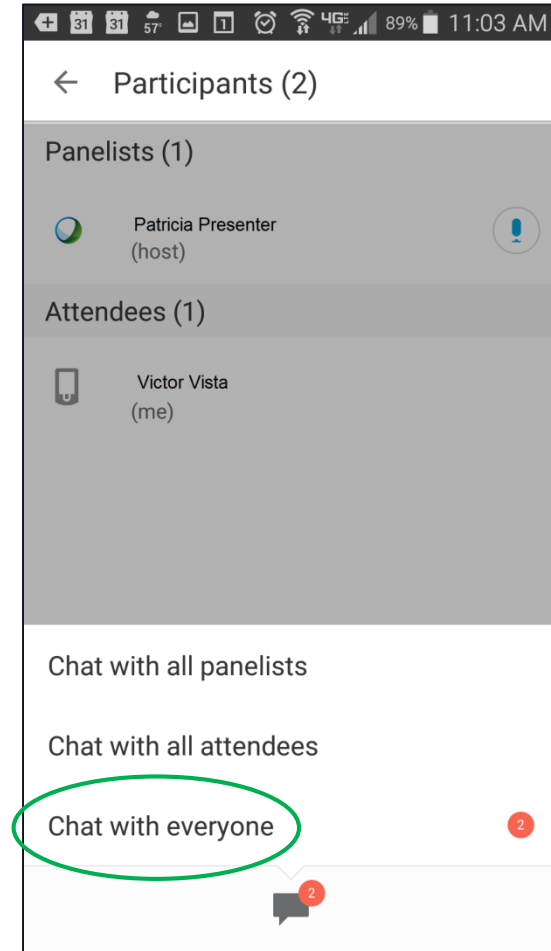 31 31 57° 1 4G 89% 11:03 AM
Participants (2)
Panelists (1)
Patricia Presenter
(host)
Attendees (1)
Victor Vista
(me)
Chat with all panelists
Chat with all attendees
Chat with everyone 2
2